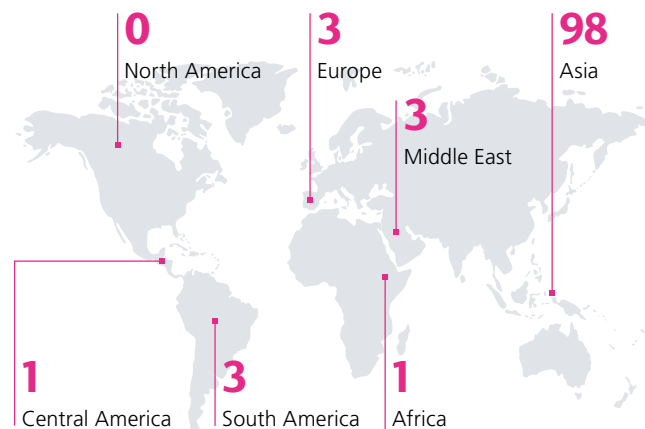 0
North America
3
Europe
98
Asia
3
Middle East
1
Central America
3
South America
1
Africa